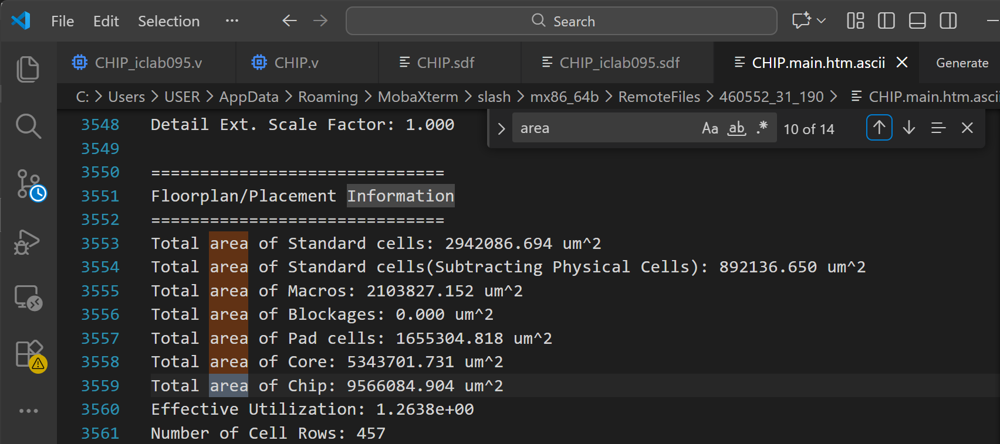 File Edit Selection ··· Search
CHIP_iclab095.v CHIP.v CHIP.sdf CHIP_iclab095.sdf CHIP.main.htm.ascii Generate
C: > Users > USER > AppData > Roaming > MobaXterm > slash > mx86_64b > RemoteFiles > 460552_31_190 > CHIP.main.htm.ascii
area Aa ab .* 10 of 14
3548 Detail Ext. Scale Factor: 1.000
3549
3550 ==============================
3551 Floorplan/Placement Information
3552 ==============================
3553 Total area of Standard cells: 2942086.694 um^2
3554 Total area of Standard cells(Subtracting Physical Cells): 892136.650 um^2
3555 Total area of Macros: 2103827.152 um^2
3556 Total area of Blockages: 0.000 um^2
3557 Total area of Pad cells: 1655304.818 um^2
3558 Total area of Core: 5343701.731 um^2
3559 Total area of Chip: 9566084.904 um^2
3560 Effective Utilization: 1.2638e+00
3561 Number of Cell Rows: 457